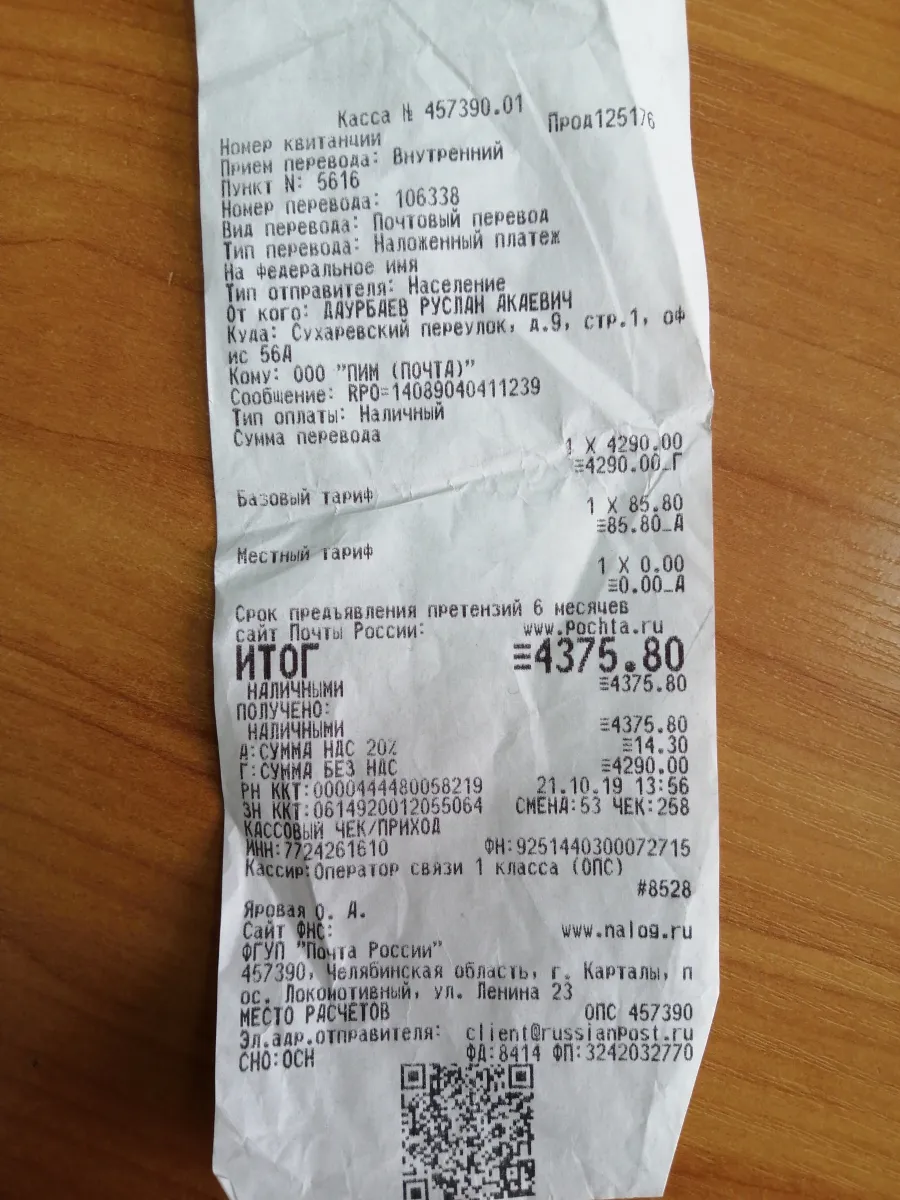 Касса № 457390.01
Прод125176
Номер квитанции
Прием перевода: Внутренний
Пункт N: 5616
Номер перевода: 106338
Вид перевода: Почтовый перевод
Тип перевода: Наложенный платеж
На федеральное имя
Тип отправителя: Население
От кого: ДАУРБАЕВ РУСЛАН АКАЕВИЧ
Куда: Сухаревский переулок, д.9, стр.1, оф
ис 56А
Кому: ООО "ПИМ (ПОЧТА)"
Сообщение: RPO=14089040411239
Тип оплаты: Наличный
Сумма перевода
1 X 4290.00
≡4290.00_Г
Базовый тариф
1 X 85.80
≡85.80_А
Местный тариф
1 X 0.00
≡0.00_А
Срок предъявления претензий 6 месяцев
сайт Почты России: www.pochta.ru
ИТОГ ≡4375.80
НАЛИЧНЫМИ ≡4375.80
ПОЛУЧЕНО:
НАЛИЧНЫМИ ≡4375.80
А:СУММА НДС 20% ≡14.30
Г:СУММА БЕЗ НДС ≡4290.00
РН ККТ:0000444480058219 21.10.19 13:56
ЗН ККТ:0614920012055064 СМЕНА:53 ЧЕК:258
КАССОВЫЙ ЧЕК/ПРИХОД
ИНН:7724261610 ФН:9251440300072715
Кассир:Оператор связи 1 класса (ОПС)
#8528
Яровая О. А.
Сайт ФНС: www.nalog.ru
ФГУП "Почта России"
457390, Челябинская область, г. Карталы, п
ос. Локомотивный, ул. Ленина 23
МЕСТО РАСЧЕТОВ ОПС 457390
Эл.адр.отправителя: client@russianpost.ru
СНО:ОСН ФД:8414 ФП:3242032770